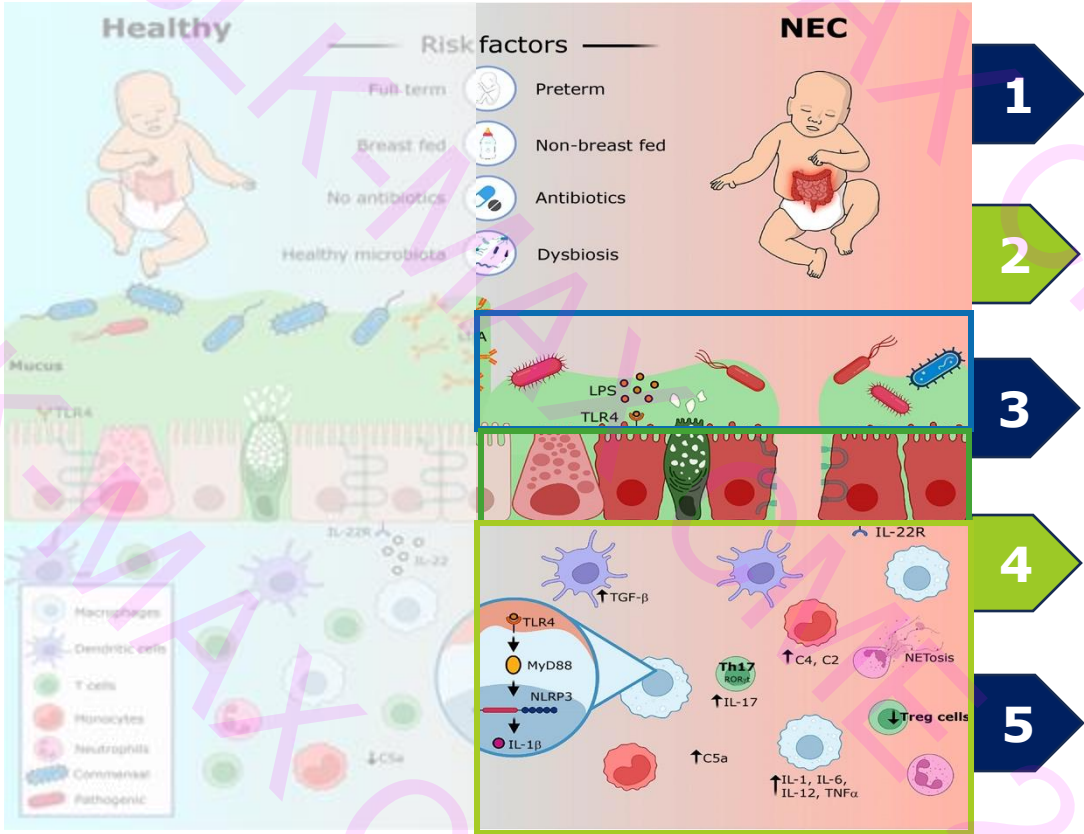 Healthy
Risk factors
NEC
Full term
Preterm
Breast fed
Non-breast fed
No antibiotics
Antibiotics
Healthy microbiota
Dysbiosis
1
2
3
4
5
Mucus
TLR4
LPS
TLR4
IL-22R
IL-22
IL-22R
↑TGF-β
TLR4
MyD88
NLRP3
IL-1β
Th17
RORγt
↑IL-17
↑C4, C2
NETosis
↓Treg cells
↓C5a
↑C5a
↑IL-1, IL-6,
IL-12, TNFα
Macrophages
Dendritic cells
T cells
Monocytes
Neutrophils
Commensal
Pathogenic